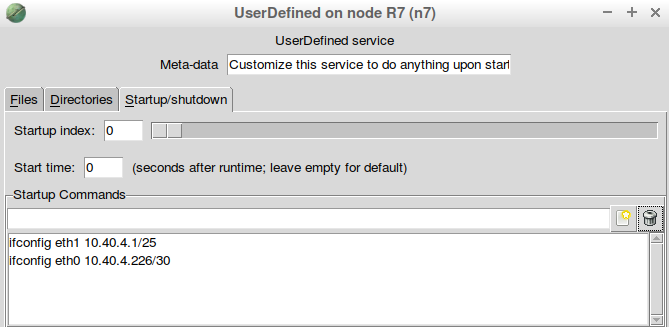 UserDefined on node R7 (n7)
UserDefined service
Meta-data Customize this service to do anything upon start
Files Directories Startup/shutdown
Startup index: 0
Start time: 0 (seconds after runtime; leave empty for default)
Startup Commands
ifconfig eth1 10.40.4.1/25
ifconfig eth0 10.40.4.226/30